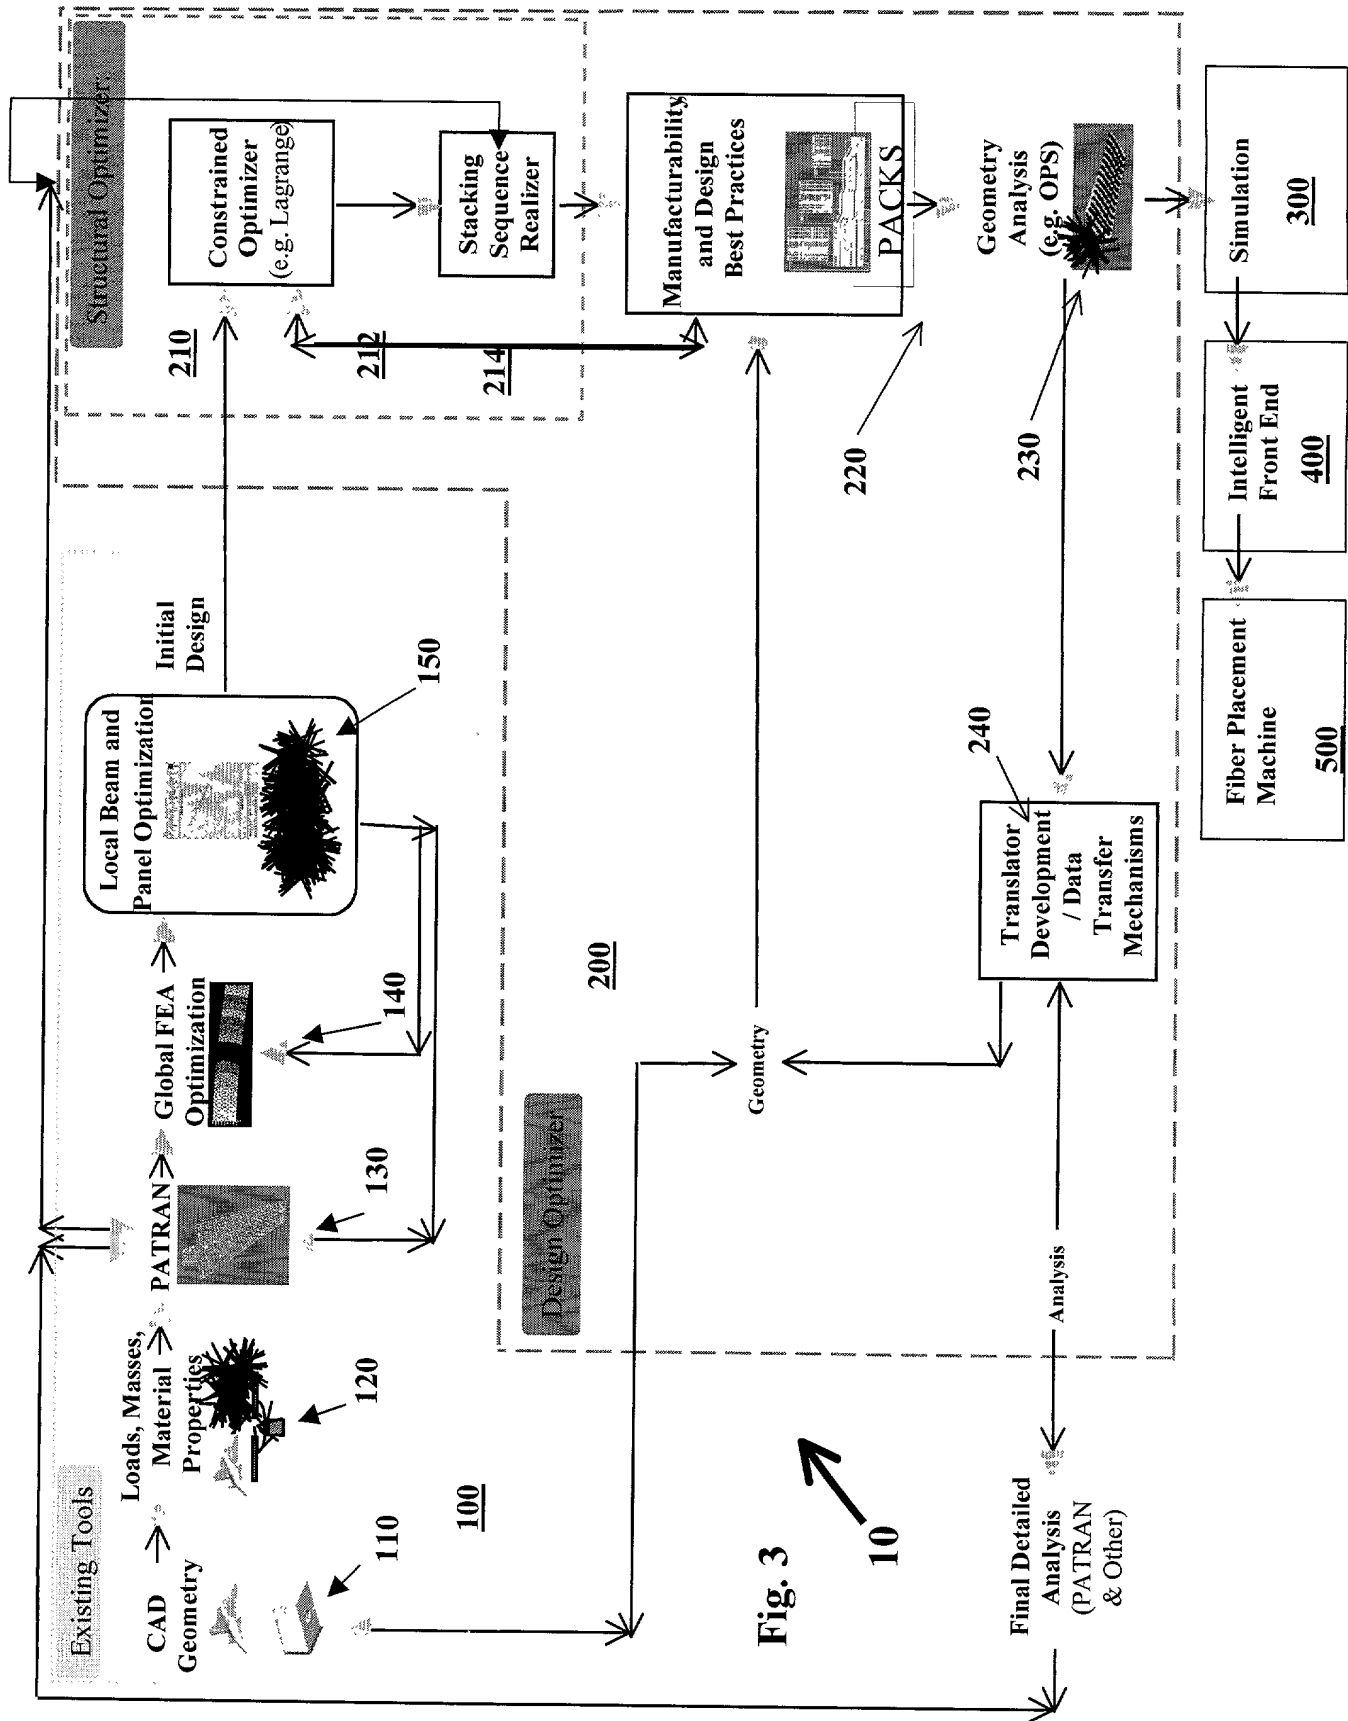 Existing Tools
CAD
Geometry
110
Loads, Masses,
Material
Properties
120
100
PATRAN
130
Global FEA
Optimization
140
Local Beam and
Panel Optimization
150
Initial
Design
Structural Optimizer
210
Constrained
Optimizer
(e.g. Lagrange)
212
214
Stacking
Sequence
Realizer
Design Optimizer
200
Geometry
Manufacturability
and Design
Best Practices
PACKS
220
Geometry
Analysis
(e.g. OPS)
230
240
Translator
Development
/ Data
Transfer
Mechanisms
Analysis
Final Detailed
Analysis
(PATRAN
& Other)
Fig. 3
10
Simulation
300
Intelligent
Front End
400
Fiber Placement
Machine
500